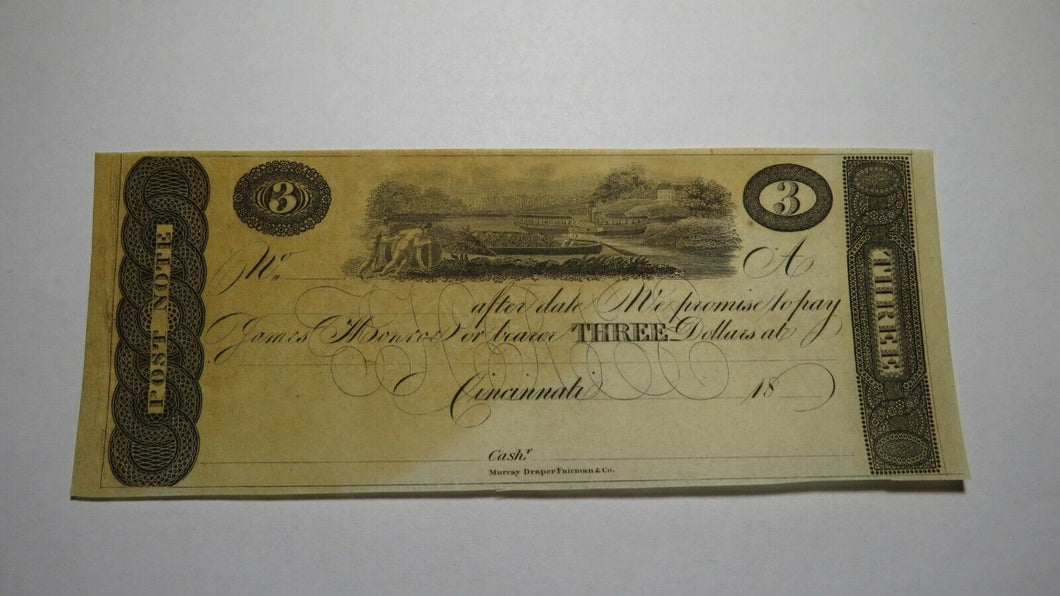 POST NOTE
3
3
No. A
after date We promise to pay
James Monroe or bearer THREE Dollars at
Cincinnati 18
Cashr.
Murray Draper Fairman & Co.
THREE